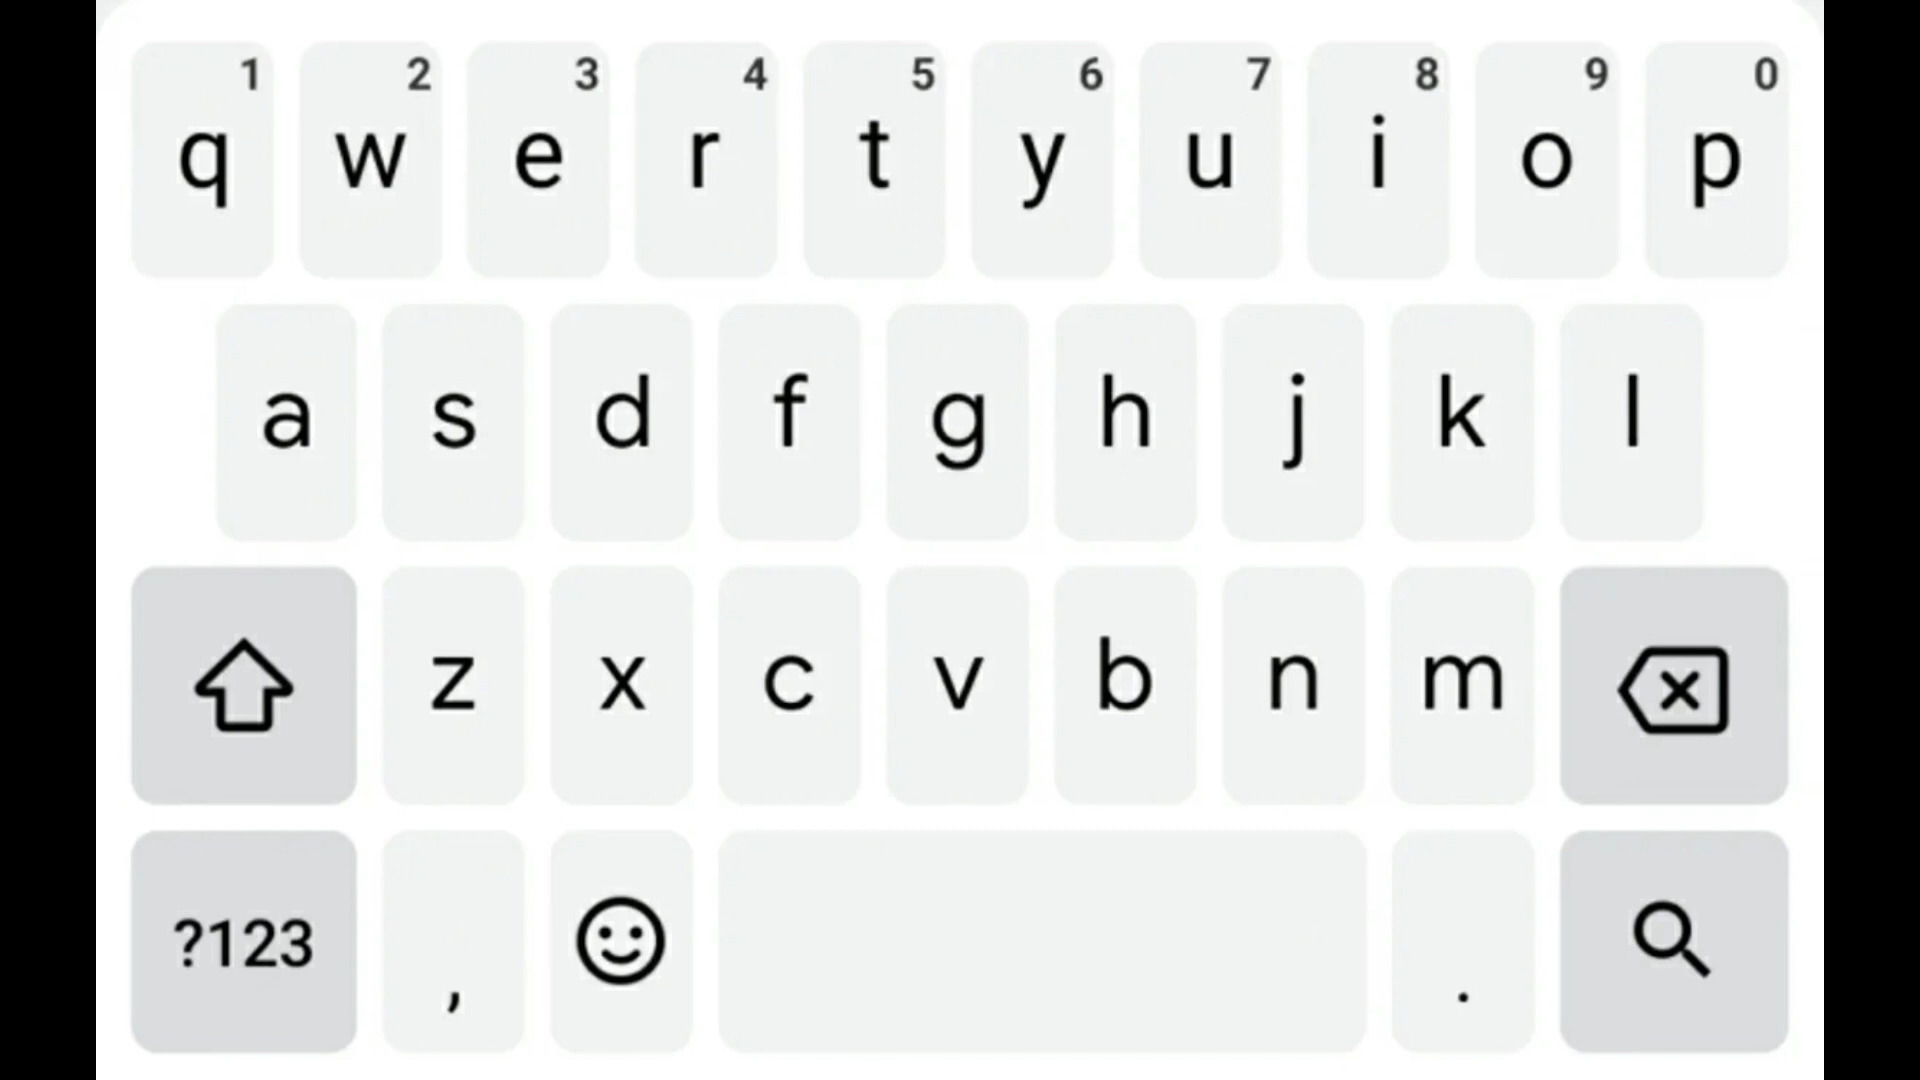 1 2 3 4 5 6 7 8 9 0
q w e r t y u i o p
a s d f g h j k l
z x c v b n m
?123 , .